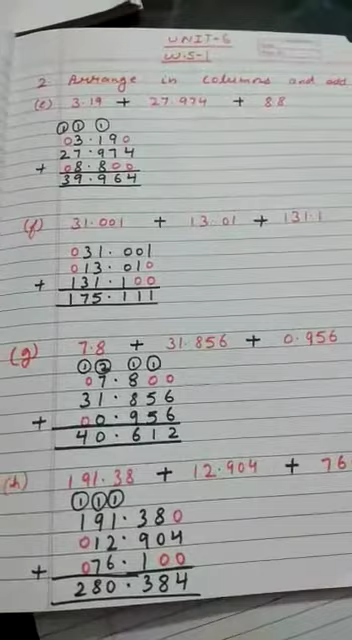 UNIT-6
W.S-1
2. Arrange in columns and add
(e) 3.19 + 27.974 + 8.8
1 1 1
03.190
27.974
+ 08.800
39.964
(f) 31.001 + 13.01 + 131.1
031.001
013.010
+ 131.100
175.111
(g) 7.8 + 31.856 + 0.956
1 2 1 1
07.800
31.856
+ 00.956
40.612
(h) 191.38 + 12.904 + 76
1 1 1
191.380
012.904
+ 076.100
280.384